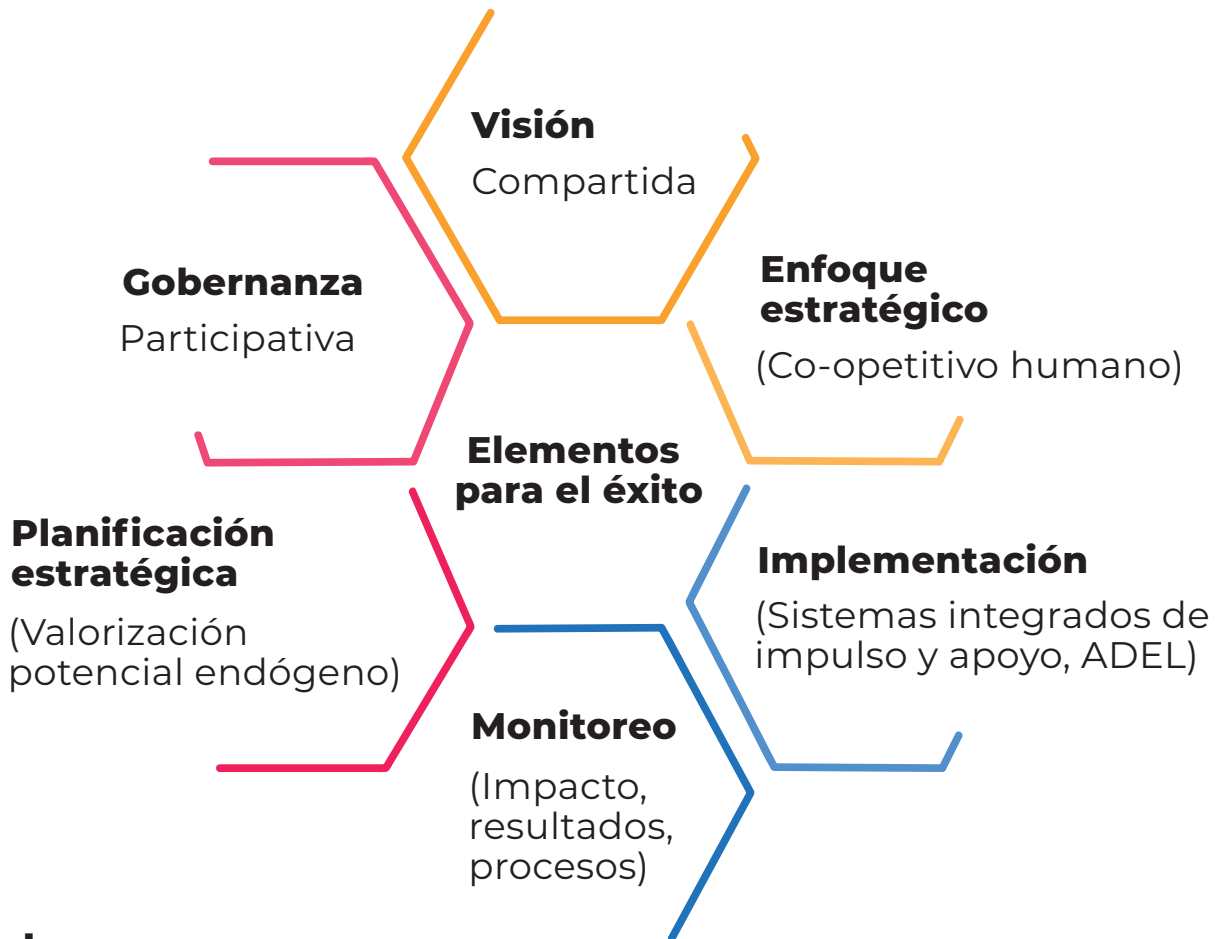 Visión
Compartida
Gobernanza
Participativa
Enfoque
estratégico
(Co-opetitivo humano)
Elementos
para el éxito
Planificación
estratégica
(Valorización
potencial endógeno)
Implementación
(Sistemas integrados de
impulso y apoyo, ADEL)
Monitoreo
(Impacto,
resultados,
procesos)